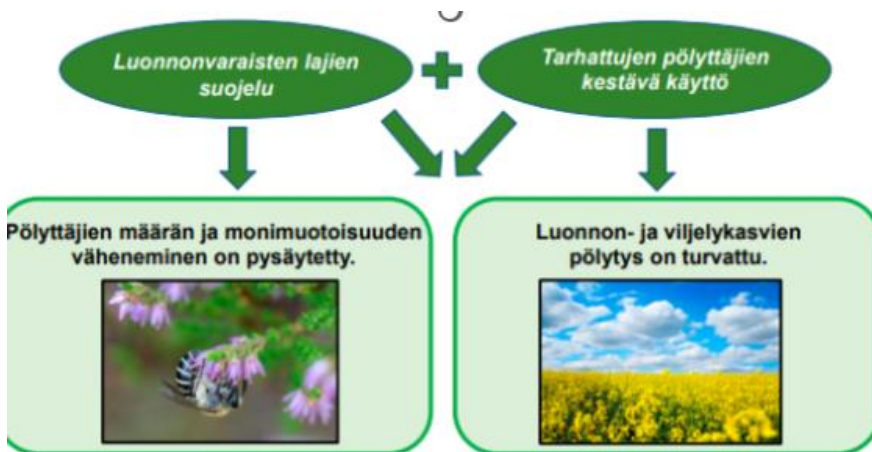 Luonnonvaraisten lajien
suojelu
Tarhattujen pölyttäjien
kestävä käyttö
Pölyttäjien määrän ja monimuotoisuuden
väheneminen on pysäytetty.
Luonnon- ja viljelykasvien
pölytys on turvattu.